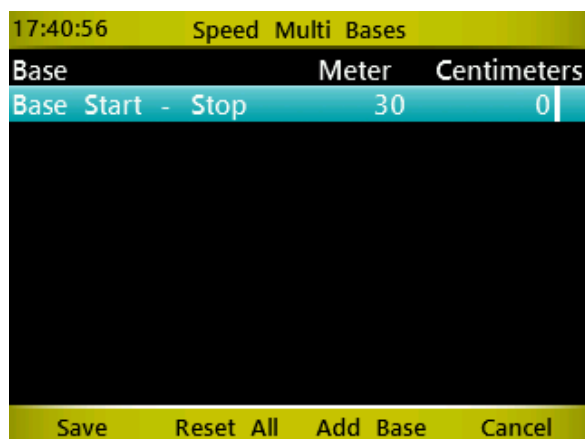 17:40:56 Speed Multi Bases
Base Meter Centimeters
Base Start - Stop 30 0
Save Reset All Add Base Cancel